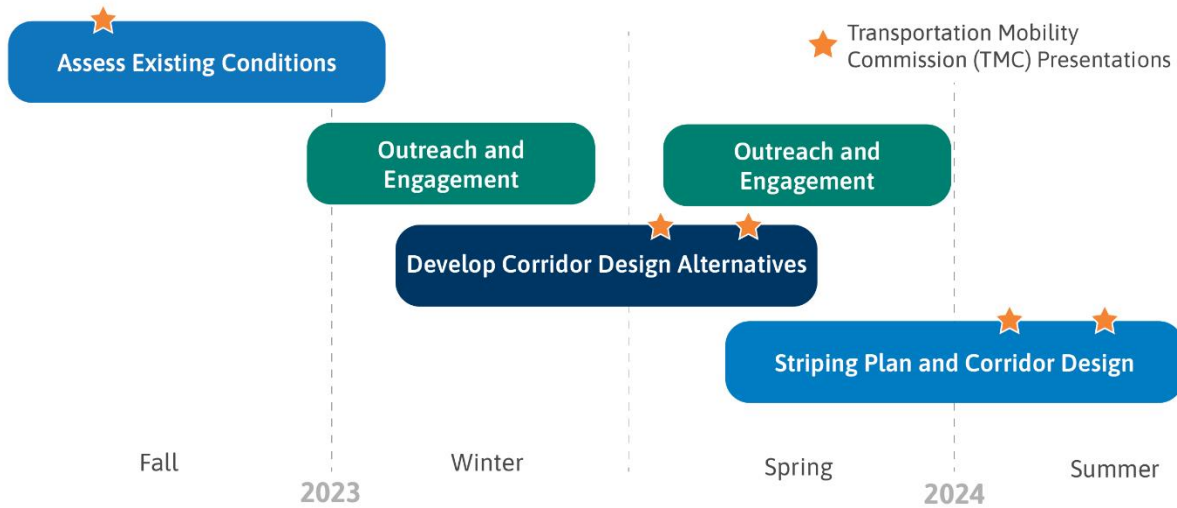 Transportation Mobility
Commission (TMC) Presentations
Assess Existing Conditions
Outreach and
Engagement
Outreach and
Engagement
Develop Corridor Design Alternatives
Striping Plan and Corridor Design
Fall
Winter
Spring
Summer
2023
2024